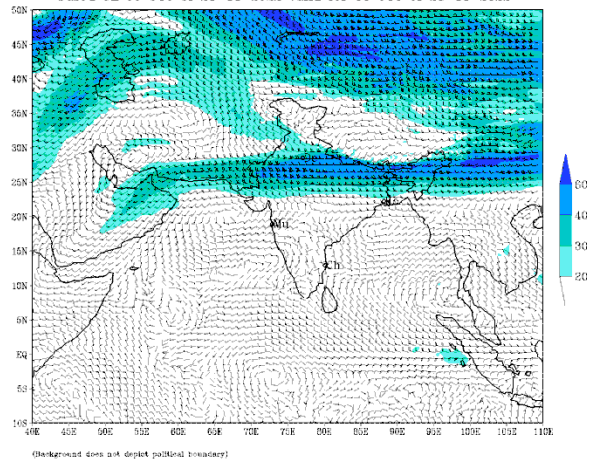 50N
45N
40N
35N
30N
25N
20N
15N
10N
5N
EQ
5S
10S
40E 45E 50E 55E 60E 65E 70E 75E 80E 85E 90E 95E 100E 105E 110E
60
40
30
20
Mu
Ch
(Background does not depict political boundary)